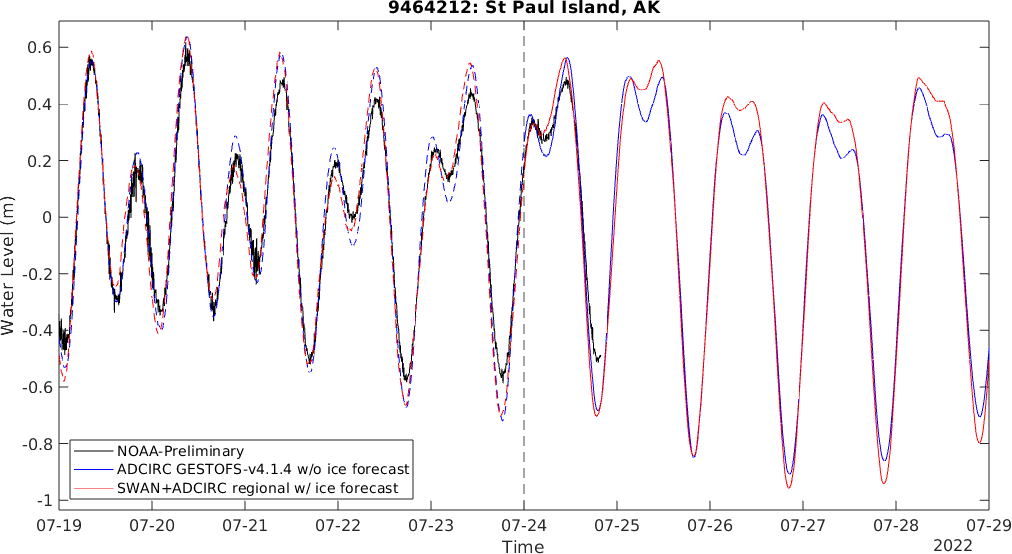 9464212: St Paul Island, AK
0.6
0.4
0.2
0
-0.2
-0.4
-0.6
-0.8
-1
Water Level (m)
NOAA-Preliminary
ADCIRC GESTOFS-v4.1.4 w/o ice forecast
SWAN+ADCIRC regional w/ ice forecast
07-19 07-20 07-21 07-22 07-23 07-24 07-25 07-26 07-27 07-28 07-29
Time
2022